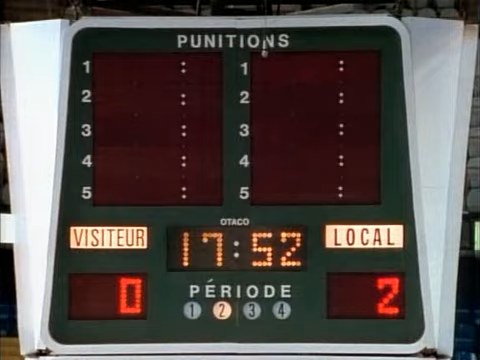 PUNITIONS
1 : 1 :
2 : 2 :
3 : 3 :
4 : 4 :
5 : 5 :
OTACO
VISITEUR 17:52 LOCAL
0 PÉRIODE 2
1 2 3 4